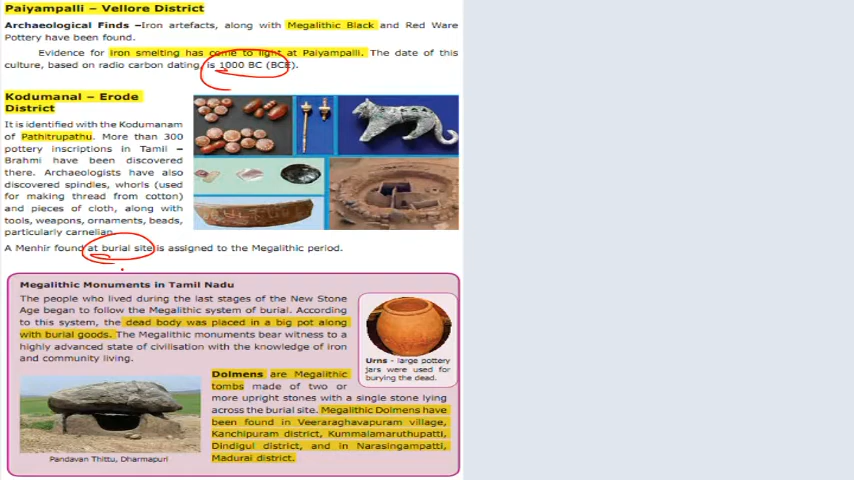 Paiyampalli – Vellore District
Archaeological Finds –Iron artefacts, along with Megalithic Black and Red Ware
Pottery have been found.
Evidence for iron smelting has come to light at Paiyampalli. The date of this
culture, based on radio carbon dating, is 1000 BC (BCE).
Kodumanal – Erode
District
It is identified with the Kodumanam
of Pathitrupathu. More than 300
pottery inscriptions in Tamil –
Brahmi have been discovered
there. Archaeologists have also
discovered spindles, whorls (used
for making thread from cotton)
and pieces of cloth, along with
tools, weapons, ornaments, beads,
particularly carnelian.
A Menhir found at burial site is assigned to the Megalithic period.
Megalithic Monuments in Tamil Nadu
The people who lived during the last stages of the New Stone
Age began to follow the Megalithic system of burial. According
to this system, the dead body was placed in a big pot along
with burial goods. The Megalithic monuments bear witness to a
highly advanced state of civilisation with the knowledge of iron
and community living.
Urns - large pottery
jars were used for
burying the dead.
Dolmens are Megalithic
tombs made of two or
more upright stones with a single stone lying
across the burial site. Megalithic Dolmens have
been found in Veeraraghavapuram village,
Kanchipuram district, Kummalamaruthupatti,
Dindigul district, and in Narasingampatti,
Madurai district.
Pandavan Thittu, Dharmapuri